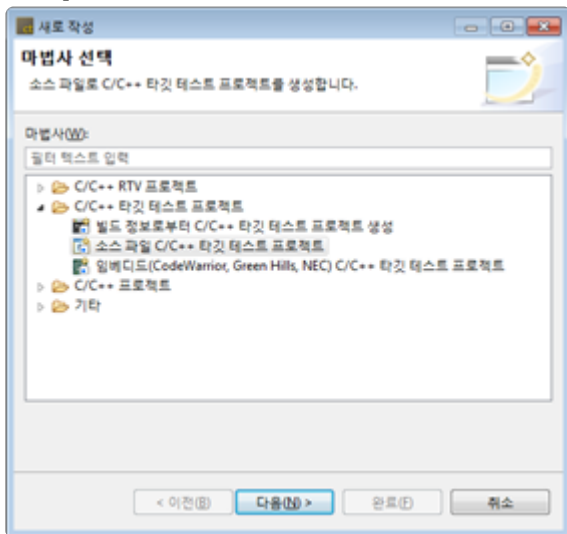 새로 작성
마법사 선택
소스 파일로 C/C++ 타깃 테스트 프로젝트를 생성합니다.
마법사(W):
필터 텍스트 입력
C/C++ RTV 프로젝트
C/C++ 타깃 테스트 프로젝트
빌드 정보로부터 C/C++ 타깃 테스트 프로젝트 생성
소스 파일 C/C++ 타깃 테스트 프로젝트
임베디드(CodeWarrior, Green Hills, NEC) C/C++ 타깃 테스트 프로젝트
C/C++ 프로젝트
기타
< 이전(B) 다음(N) > 완료(F) 취소